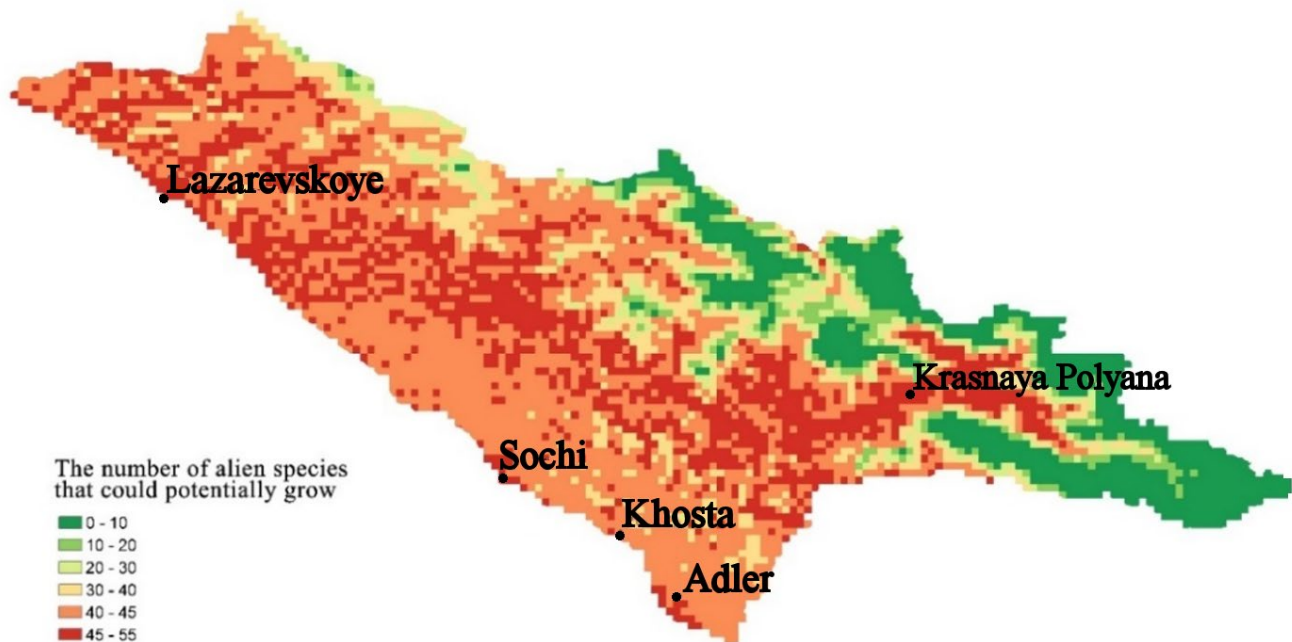 Lazarevskoye
Krasnaya Polyana
Sochi
Khosta
Adler
The number of alien species
that could potentially grow
0 - 10
10 - 20
20 - 30
30 - 40
40 - 45
45 - 55